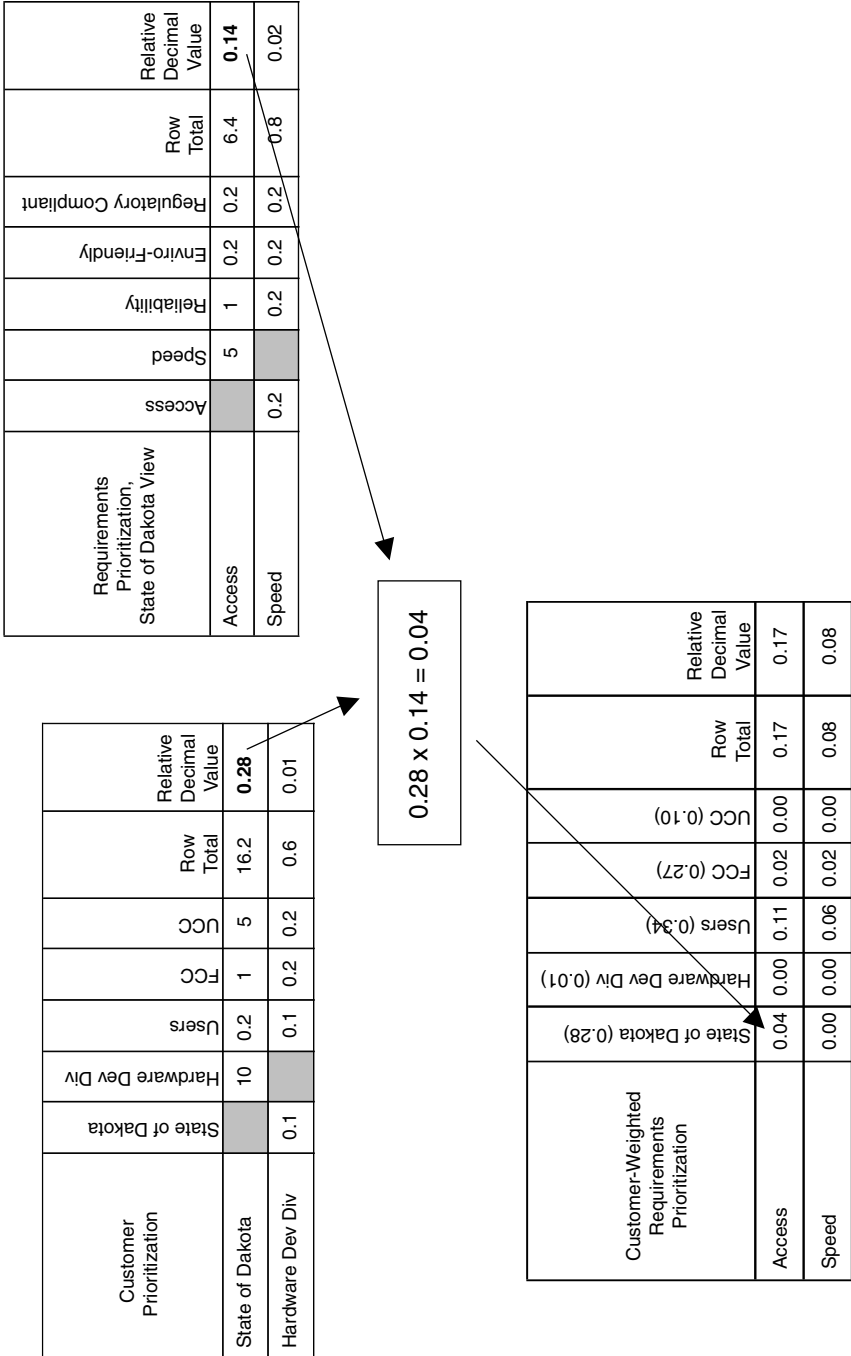 Customer
Prioritization
State of Dakota
Hardware Dev Div
Users
FCC
UCC
Row
Total
Relative
Decimal
Value
State of Dakota 10 0.2 1 5 16.2 0.28
Hardware Dev Div 0.1 0.1 0.2 0.2 0.6 0.01
Requirements
Prioritization,
State of Dakota View
Access
Speed
Reliability
Enviro-Friendly
Regulatory Compliant
Row
Total
Relative
Decimal
Value
Access 5 1 0.2 0.2 6.4 0.14
Speed 0.2 0.2 0.2 0.2 0.8 0.02
0.28 x 0.14 = 0.04
Customer-Weighted
Requirements
Prioritization
State of Dakota (0.28)
Hardware Dev Div (0.01)
Users (0.34)
FCC (0.27)
UCC (0.10)
Row
Total
Relative
Decimal
Value
Access 0.04 0.00 0.11 0.02 0.00 0.17 0.17
Speed 0.00 0.00 0.06 0.02 0.00 0.08 0.08